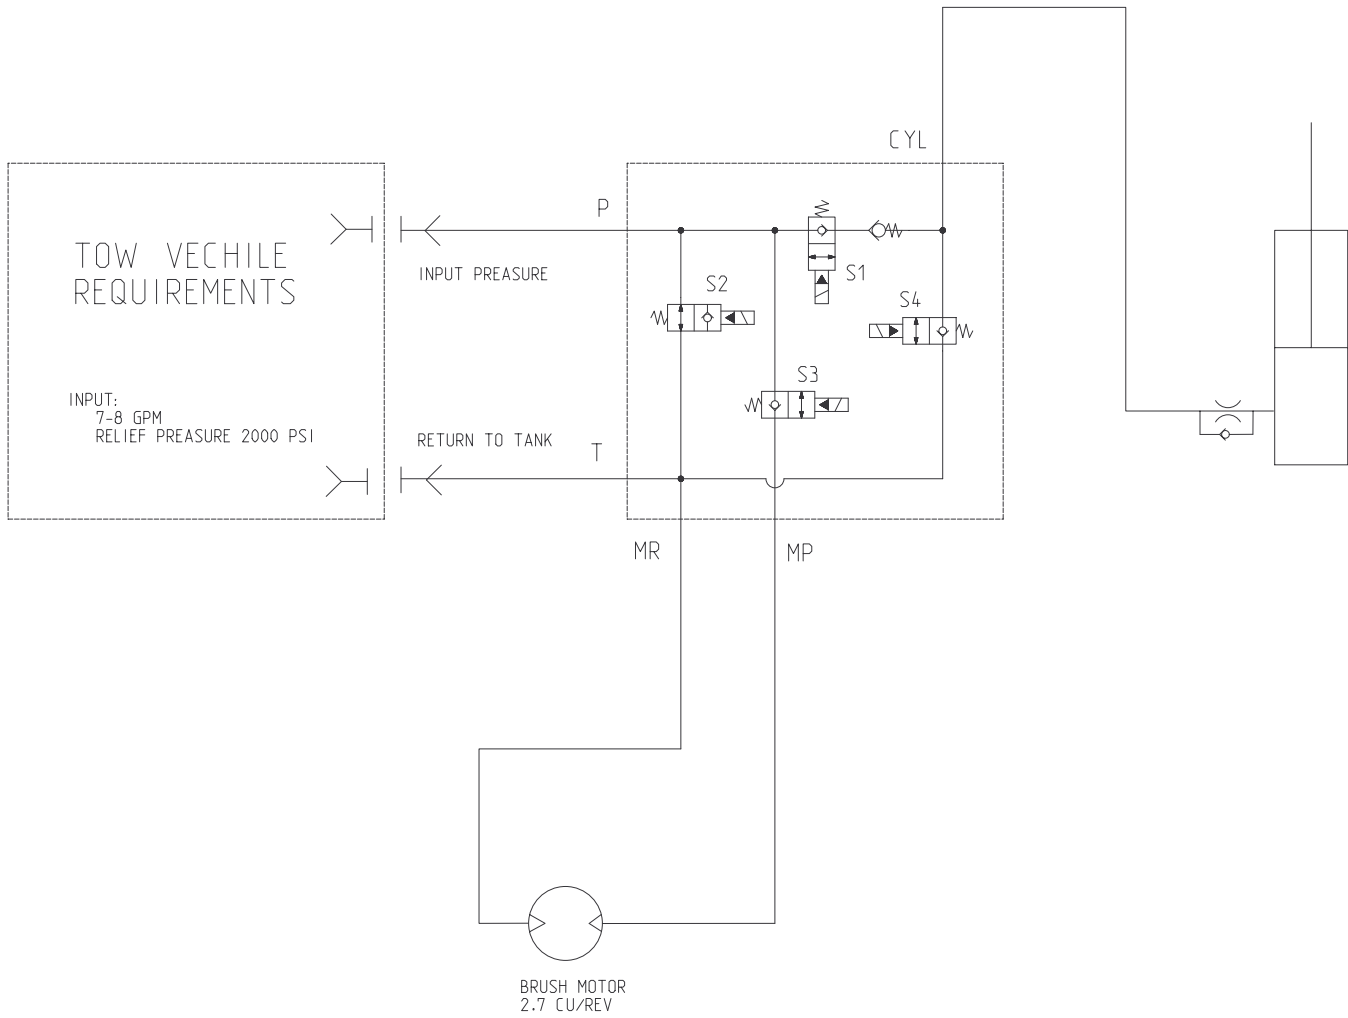 CYL
P
TOW VECHILE
REQUIREMENTS
INPUT PREASURE
S1
S2
S4
S3
INPUT:
7-8 GPM
RELIEF PREASURE 2000 PSI
RETURN TO TANK
T
MR
MP
BRUSH MOTOR
2.7 CU/REV